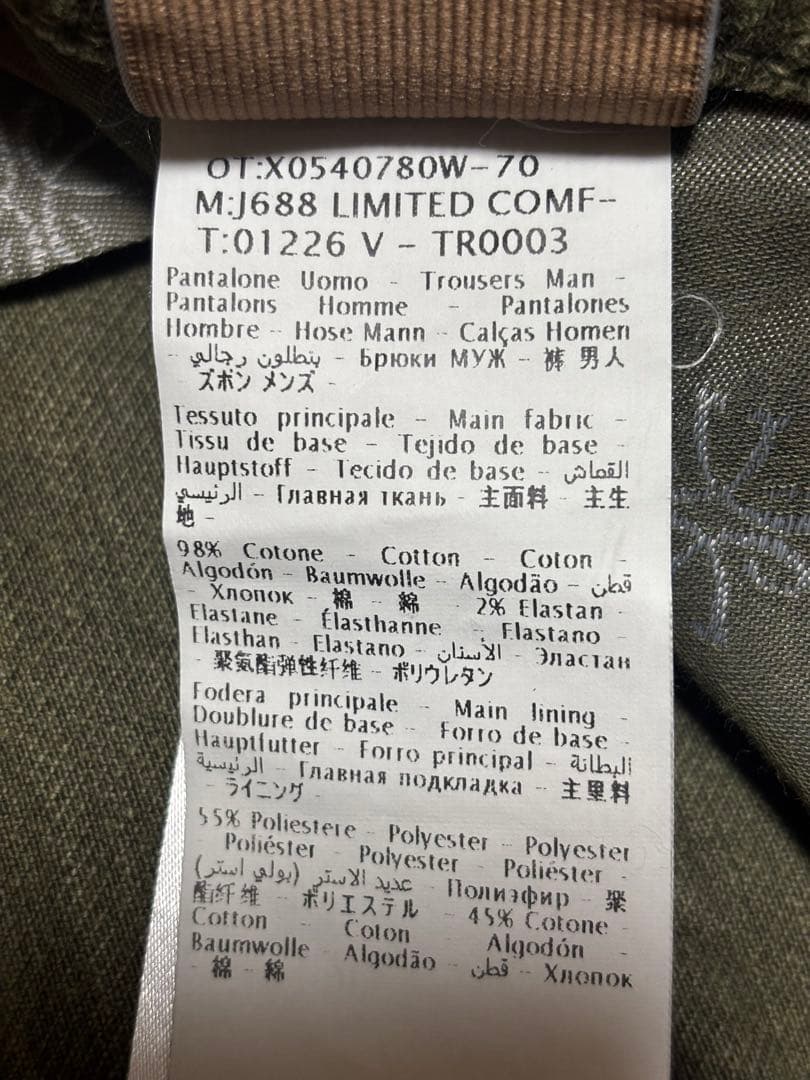 OT:X0540780W-70
M:J688 LIMITED COMF-
T:01226 V - TR0003
Pantalone Uomo - Trousers Man -
Pantalons Homme - Pantalones
Hombre - Hose Mann - Calças Homen
- بنطلون رجالي - Брюки МУЖ - 裤 男人
ズボン メンズ -
Tessuto principale - Main fabric -
Tissu de base - Tejido de base -
Hauptstoff - Tecido de base - القماش
الرئيسي - Главная ткань - 主面料 - 主生
地 -
98% Cotone - Cotton - Coton -
Algodón - Baumwolle - Algodão - قطن
- Хлопок - 棉 - 綿 - 2% Elastan -
Elastane - Élasthanne - Elastano -
Elasthan - Elastano - الأستان - Эластан
- 聚氨酯弹性纤维 - ポリウレタン
Fodera principale - Main lining -
Doublure de base - Forro de base -
Hauptfutter - Forro principal - البطانة
الرئيسية - Главная подкладка - 主里料
- ライニング -
55% Poliestere - Polyester - Polyester
- Poliéster - Polyester - Poliéster -
عديد الاستر (بولي استر) - Полиэфир - 聚
酯纤维 - ポリエステル - 45% Cotone -
Cotton - Coton - Algodón -
Baumwolle - Algodão - قطن - Хлопок
- 棉 - 綿